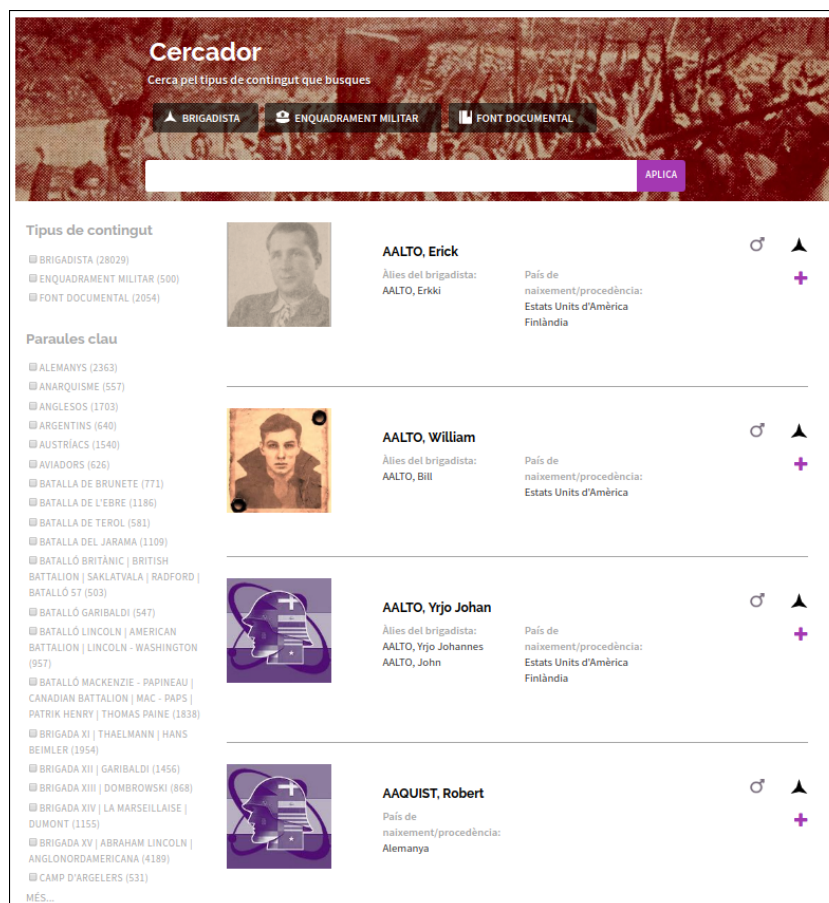 Cercador
Cerca pel tipus de contingut que busques
BRIGADISTA
ENQUADRAMENT MILITAR
FONT DOCUMENTAL
APLICA
Tipus de contingut
BRIGADISTA (28029)
ENQUADRAMENT MILITAR (500)
FONT DOCUMENTAL (2054)
Paraules clau
ALEMANYS (2363)
ANARQUISME (557)
ANGLESOS (1703)
ARGENTINS (640)
AUSTRÍACS (1540)
AVIADORS (626)
BATALLA DE BRUNETE (771)
BATALLA DE L'EBRE (1186)
BATALLA DE TEROL (581)
BATALLA DEL JARAMA (1109)
BATALLÓ BRITÀNIC | BRITISH
BATTALION | SAKLATVALA | RADFORD |
BATALLÓ 57 (503)
BATALLÓ GARIBALDI (547)
BATALLÓ LINCOLN | AMERICAN
BATTALION | LINCOLN - WASHINGTON
(957)
BATALLÓ MACKENZIE - PAPINEAU |
CANADIAN BATTALION | MAC - PAPS |
PATRIK HENRY | THOMAS PAINE (1838)
BRIGADA XI | THAELMANN | HANS
BEIMLER (1954)
BRIGADA XII | GARIBALDI (1456)
BRIGADA XIII | DOMBROWSKI (868)
BRIGADA XIV | LA MARSEILLAISE |
DUMONT (1155)
BRIGADA XV | ABRAHAM LINCOLN |
ANGLONORDAMERICANA (4189)
CAMP D'ARGELERS (531)
MÉS...
AALTO, Erick
Àlies del brigadista:
AALTO, Erkki
País de
naixement/procedència:
Estats Units d'Amèrica
Finlàndia
AALTO, William
Àlies del brigadista:
AALTO, Bill
País de
naixement/procedència:
Estats Units d'Amèrica
AALTO, Yrjo Johan
Àlies del brigadista:
AALTO, Yrjo Johannes
AALTO, John
País de
naixement/procedència:
Estats Units d'Amèrica
Finlàndia
AAQUIST, Robert
País de
naixement/procedència:
Alemanya